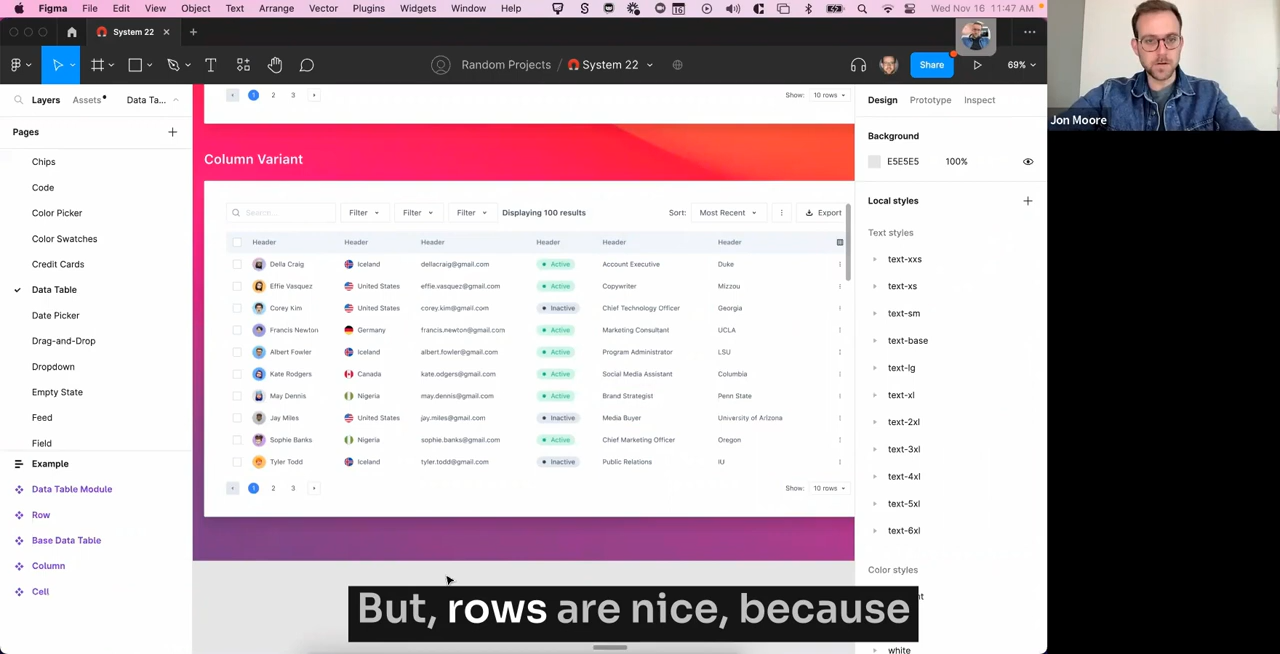 Figma File Edit View Object Text Arrange Vector Plugins Widgets Window Help 16 Wed Nov 16 11:47 AM
System 22
Random Projects / System 22 Share 69%
Layers Assets Data Ta...
Pages
Chips
Code
Color Picker
Color Swatches
Credit Cards
Data Table
Date Picker
Drag-and-Drop
Dropdown
Empty State
Feed
Field
Example
Data Table Module
Row
Base Data Table
Column
Cell
1 2 3 Show: 10 rows
Column Variant
Search... Filter Filter Filter Displaying 100 results Sort: Most Recent Export
Header Header Header Header Header Header
Della Craig Iceland dellacraig@gmail.com Active Account Executive Duke
Effie Vasquez United States effie.vasquez@gmail.com Active Copywriter Mizzou
Corey Kim United States corey.kim@gmail.com Inactive Chief Technology Officer Georgia
Francis Newton Germany francis.newton@gmail.com Active Marketing Consultant UCLA
Albert Fowler Iceland albert.fowler@gmail.com Active Program Administrator LSU
Kate Rodgers Canada kate.odgers@gmail.com Active Social Media Assistant Columbia
May Dennis Nigeria may.dennis@gmail.com Active Brand Strategist Penn State
Jay Miles United States jay.miles@gmail.com Inactive Media Buyer University of Arizona
Sophie Banks Nigeria sophie.banks@gmail.com Active Chief Marketing Officer Oregon
Tyler Todd Iceland tyler.todd@gmail.com Inactive Public Relations IU
1 2 3 Show: 10 rows
Design Prototype Inspect
Background
E5E5E5 100%
Local styles
Text styles
text-xxs
text-xs
text-sm
text-base
text-lg
text-xl
text-2xl
text-3xl
text-4xl
text-5xl
text-6xl
Color styles
white
Jon Moore
But, rows are nice, because